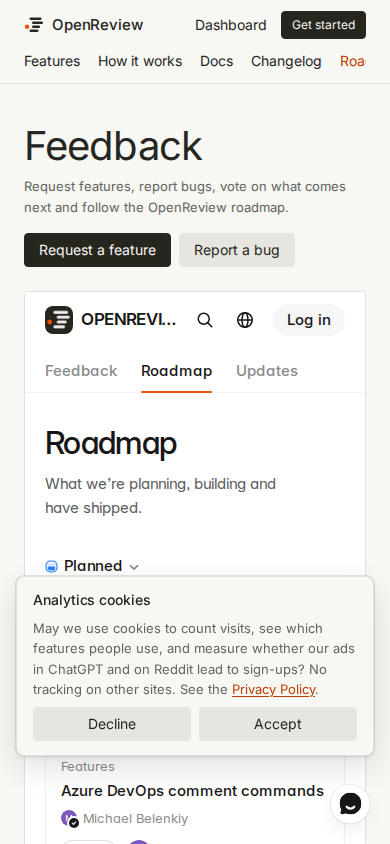 OpenReview
Dashboard
Get started
Features How it works Docs Changelog
Feedback
Request features, report bugs, vote on what comes
next and follow the OpenReview roadmap.
Request a feature
Report a bug
OPENREVI...
Log in
Feedback Roadmap Updates
Roadmap
What we're planning, building and
have shipped.
Planned
Analytics cookies
May we use cookies to count visits, see which
features people use, and measure whether our ads
in ChatGPT and on Reddit lead to sign-ups? No
tracking on other sites. See the Privacy Policy.
Decline
Accept
Features
Azure DevOps comment commands
Michael Belenkiy